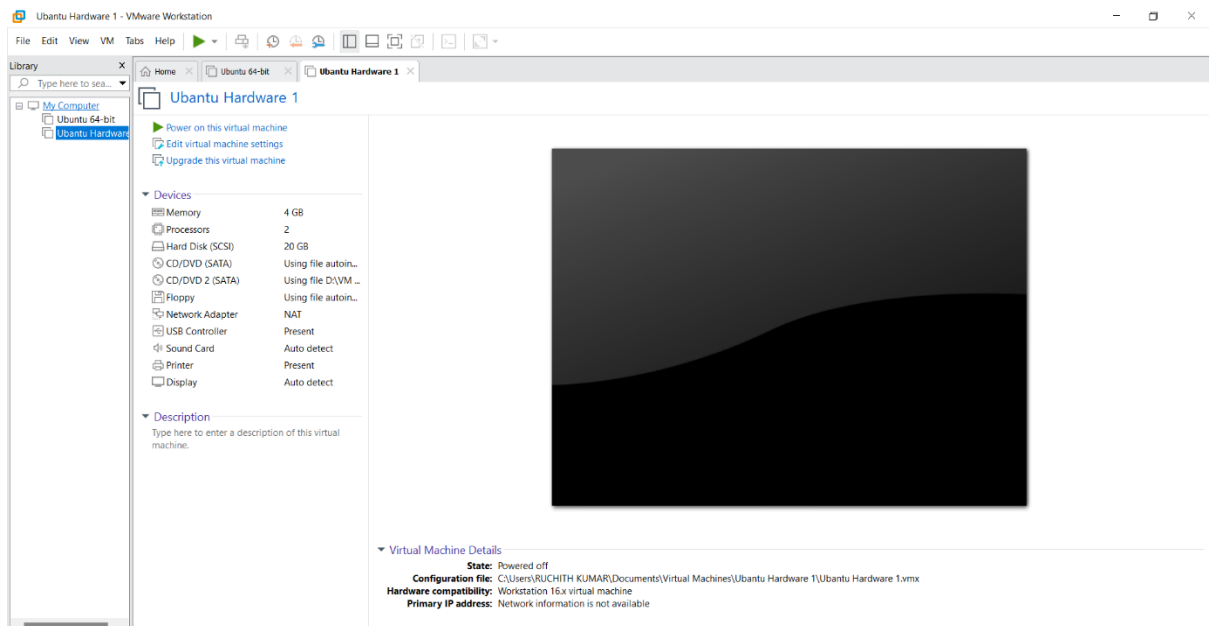 Ubantu Hardware 1 - VMware Workstation
File Edit View VM Tabs Help
Library X
Type here to sea...
My Computer
Ubuntu 64-bit
Ubantu Hardware
Home
Ubuntu 64-bit
Ubantu Hardware 1
Ubantu Hardware 1
Power on this virtual machine
Edit virtual machine settings
Upgrade this virtual machine
Devices
Memory 4 GB
Processors 2
Hard Disk (SCSI) 20 GB
CD/DVD (SATA) Using file autoin...
CD/DVD 2 (SATA) Using file D:\VM ...
Floppy Using file autoin...
Network Adapter NAT
USB Controller Present
Sound Card Auto detect
Printer Present
Display Auto detect
Description
Type here to enter a description of this virtual
machine.
Virtual Machine Details
State: Powered off
Configuration file: C:\Users\RUCHITH KUMAR\Documents\Virtual Machines\Ubantu Hardware 1\Ubantu Hardware 1.vmx
Hardware compatibility: Workstation 16.x virtual machine
Primary IP address: Network information is not available